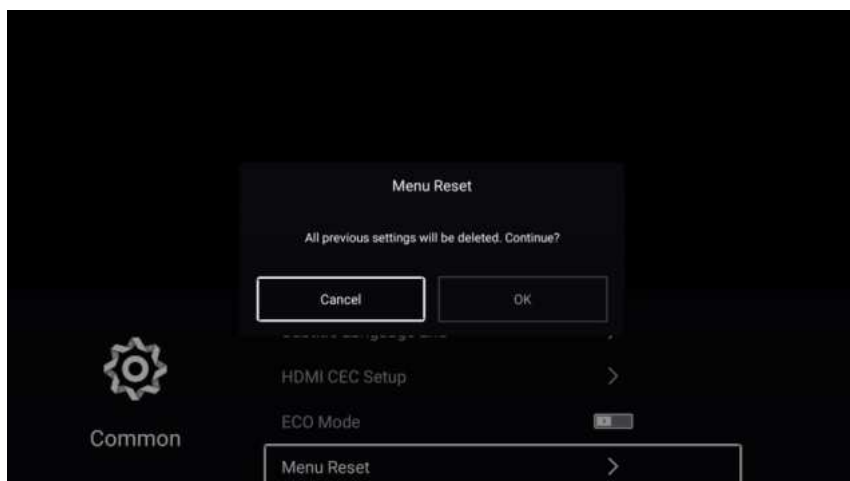 Menu Reset
All previous settings will be deleted. Continue?
Cancel
OK
HDMI CEC Setup
ECO Mode
Common
Menu Reset